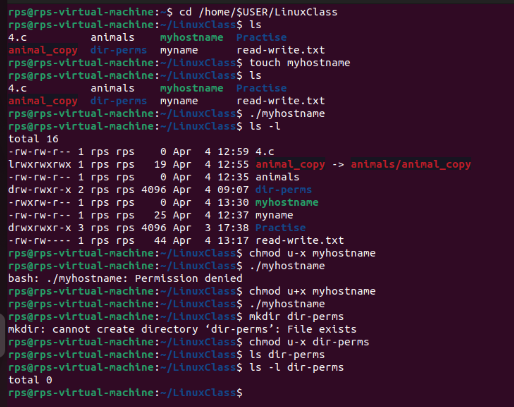 rps@rps-virtual-machine:~$ cd /home/$USER/LinuxClass
rps@rps-virtual-machine:~/LinuxClass$ ls
4.c          animals  myhostname  Practise
animal_copy  dir-perms  myname      read-write.txt
rps@rps-virtual-machine:~/LinuxClass$ touch myhostname
rps@rps-virtual-machine:~/LinuxClass$ ls
4.c          animals  myhostname  Practise
animal_copy  dir-perms  myname      read-write.txt
rps@rps-virtual-machine:~/LinuxClass$ ./myhostname
rps@rps-virtual-machine:~/LinuxClass$ ls -l
total 16
-rw-rw-r-- 1 rps rps    0 Apr  4 12:59 4.c
lrwxrwxrwx 1 rps rps   19 Apr  4 12:55 animal_copy -> animals/animal_copy
-rw-rw---- 1 rps rps    0 Apr  4 12:35 animals
drw-rwxr-x 2 rps rps 4096 Apr  4 09:07 dir-perms
-rwxrw-r-- 1 rps rps    0 Apr  4 13:30 myhostname
-rw-rw-r-- 1 rps rps   25 Apr  4 12:37 myname
drwxrwxr-x 3 rps rps 4096 Apr  3 17:38 Practise
-rw-rw---- 1 rps rps   44 Apr  4 13:17 read-write.txt
rps@rps-virtual-machine:~/LinuxClass$ chmod u-x myhostname
rps@rps-virtual-machine:~/LinuxClass$ ./myhostname
bash: ./myhostname: Permission denied
rps@rps-virtual-machine:~/LinuxClass$ chmod u+x myhostname
rps@rps-virtual-machine:~/LinuxClass$ ./myhostname
rps@rps-virtual-machine:~/LinuxClass$ mkdir dir-perms
mkdir: cannot create directory ‘dir-perms’: File exists
rps@rps-virtual-machine:~/LinuxClass$ chmod u-x dir-perms
rps@rps-virtual-machine:~/LinuxClass$ ls dir-perms
rps@rps-virtual-machine:~/LinuxClass$ ls -l dir-perms
total 0
rps@rps-virtual-machine:~/LinuxClass$